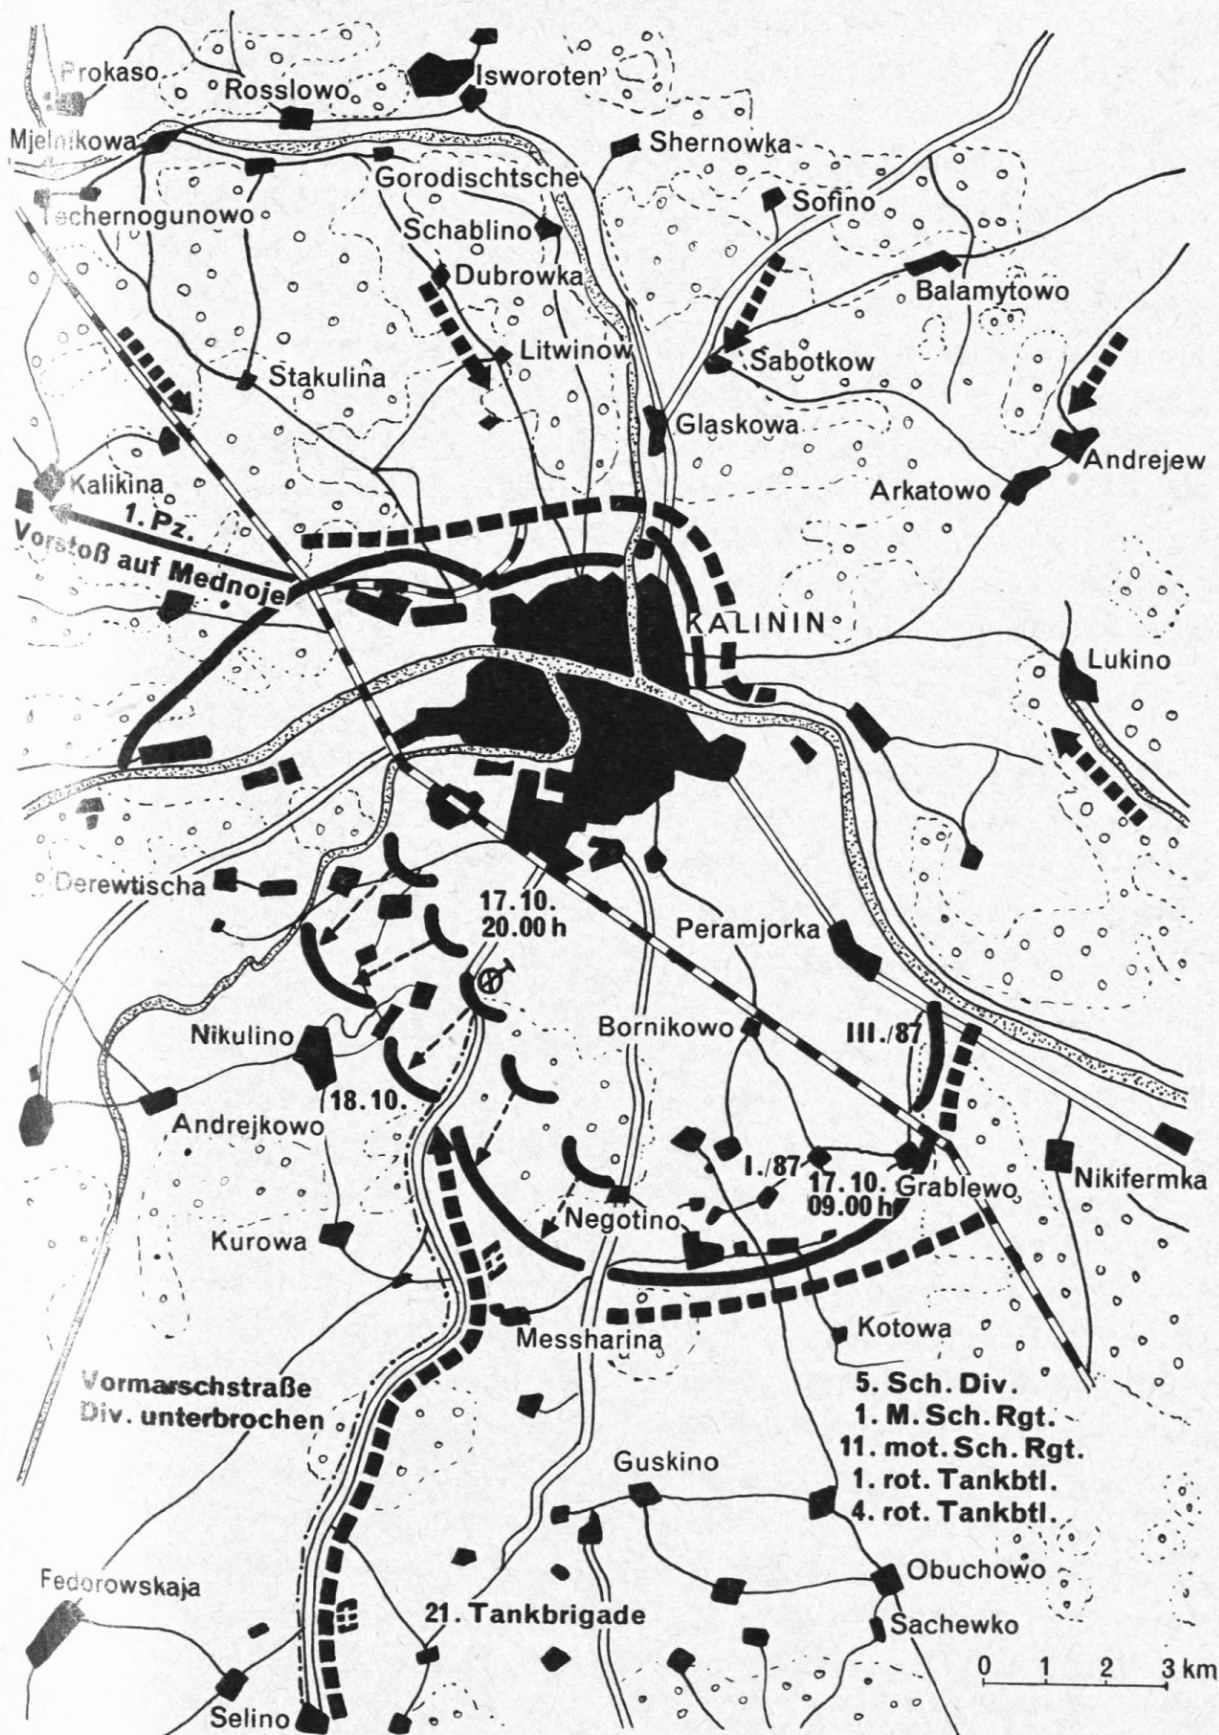 Prokaso
Rosslowo
Isworoten
Mjelnikowa
Shernowka
Gorodischtsche
Sofino
Techernogunowo
Schablino
Dubrowka
Balamytowo
Litwinow
Sabotkow
Stakulina
Glaskowa
Andrejew
Kalikina
Arkatowo
1. Pz.
Vorstoß auf Mednoje
KALININ
Lukino
Derewtischa
17.10.
20.00 h
Peramjorka
Nikulino
Bornikowo
III./87
18.10.
Andrejkowo
I./87
17.10.
09.00 h
Grablewo
Nikifermka
Kurowa
Negotino
Messharina
Kotowa
Vormarschstraße
Div. unterbrochen
5. Sch. Div.
1. M. Sch. Rgt.
11. mot. Sch. Rgt.
1. rot. Tankbtl.
4. rot. Tankbtl.
Guskino
Fedorowskaja
Obuchowo
21. Tankbrigade
Sachewko
0 1 2 3 km
Selino